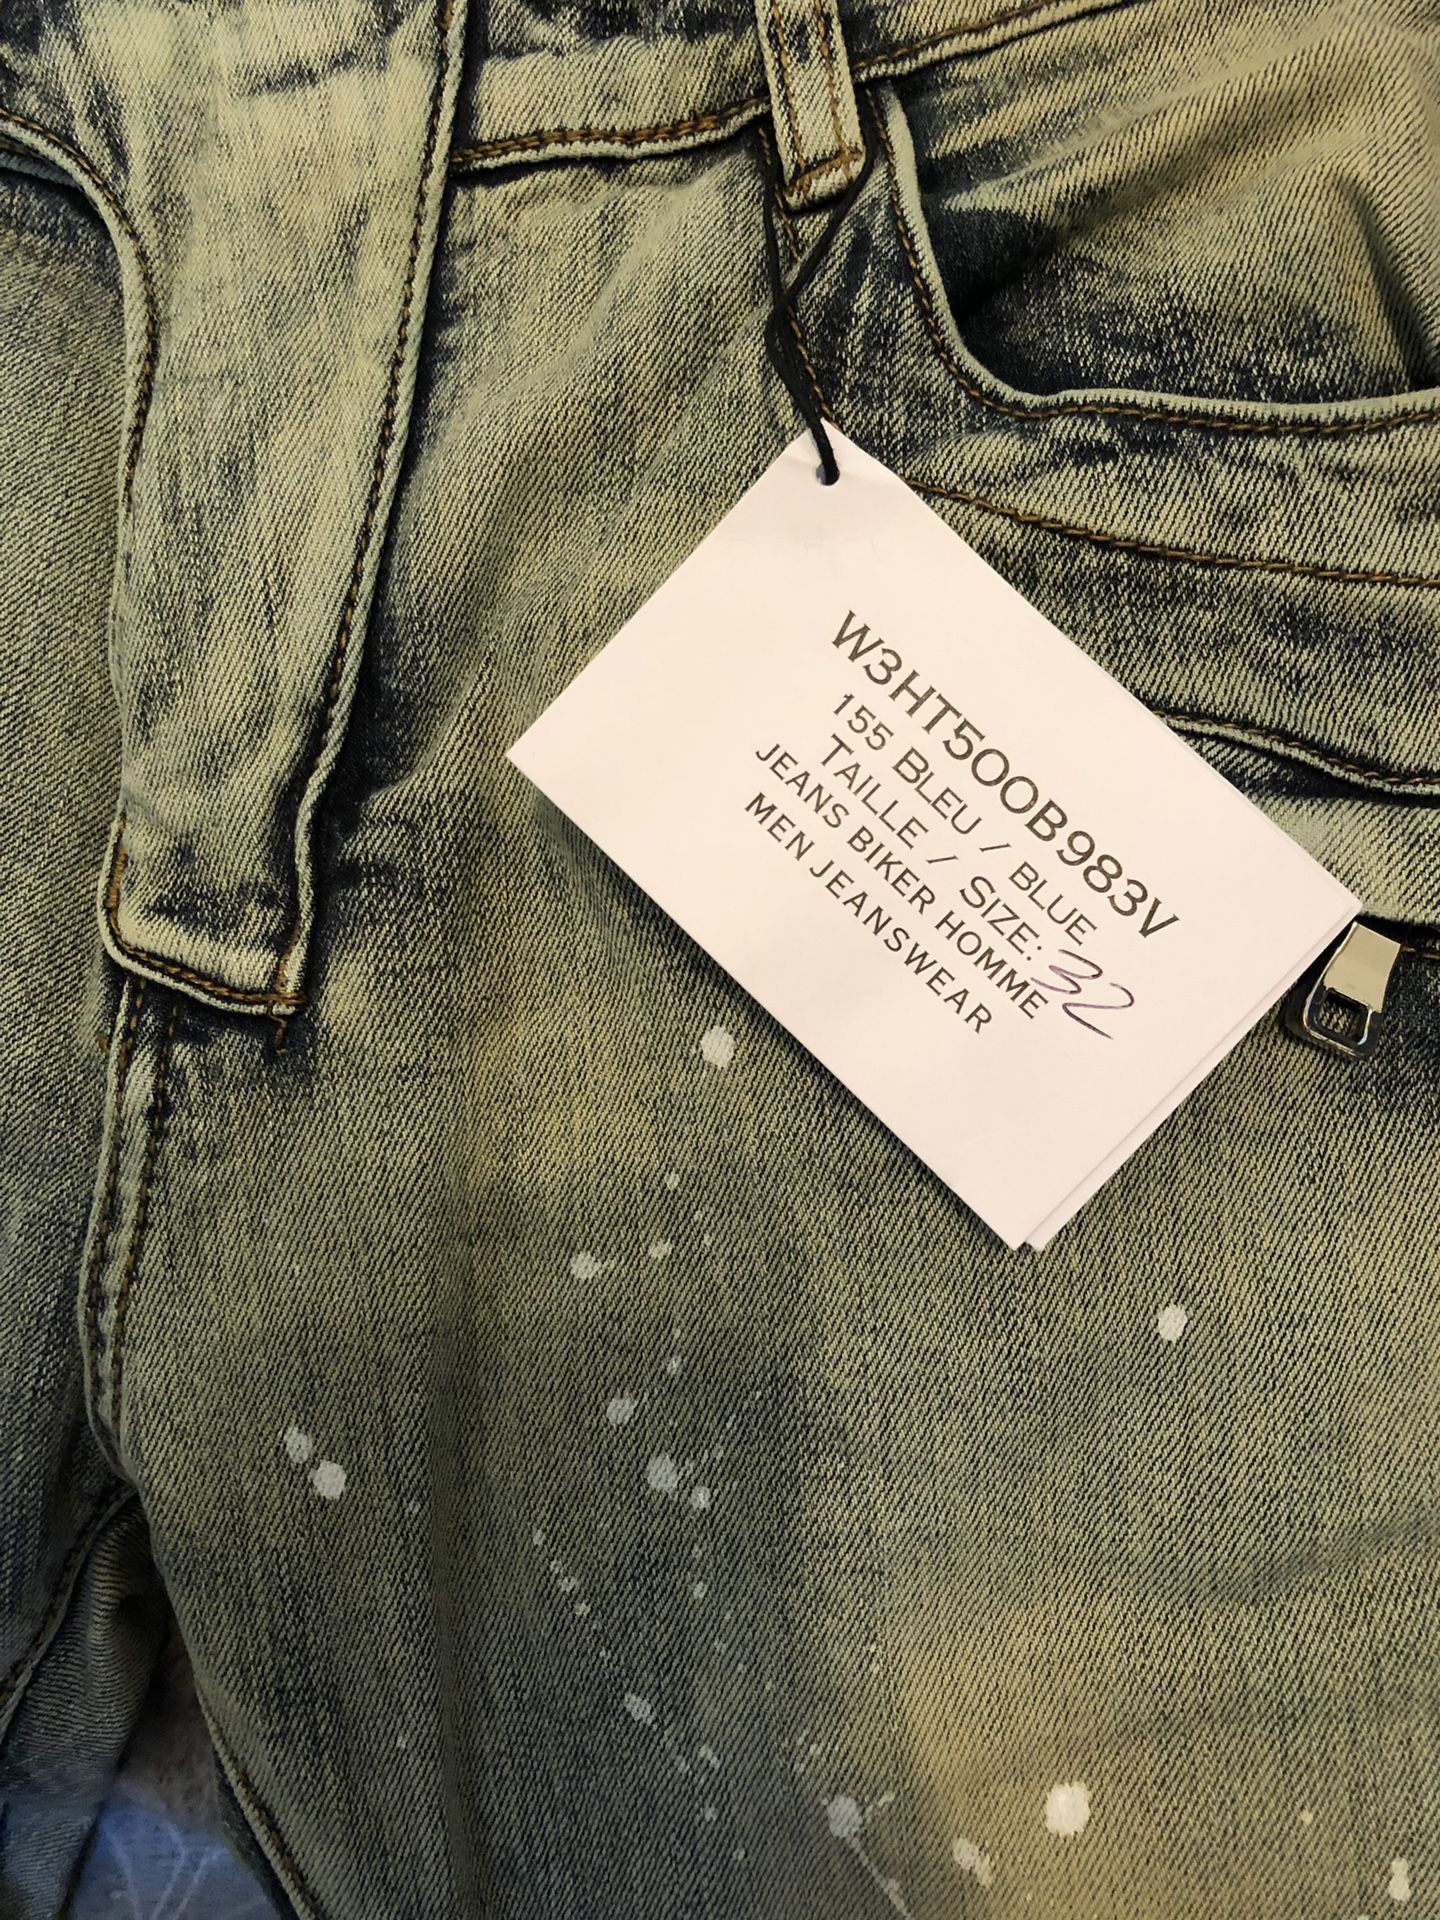 W3HT500B983V
155 BLEU / BLUE
TAILLE / SIZE: 32
JEANS BIKER HOMME
MEN JEANSWEAR